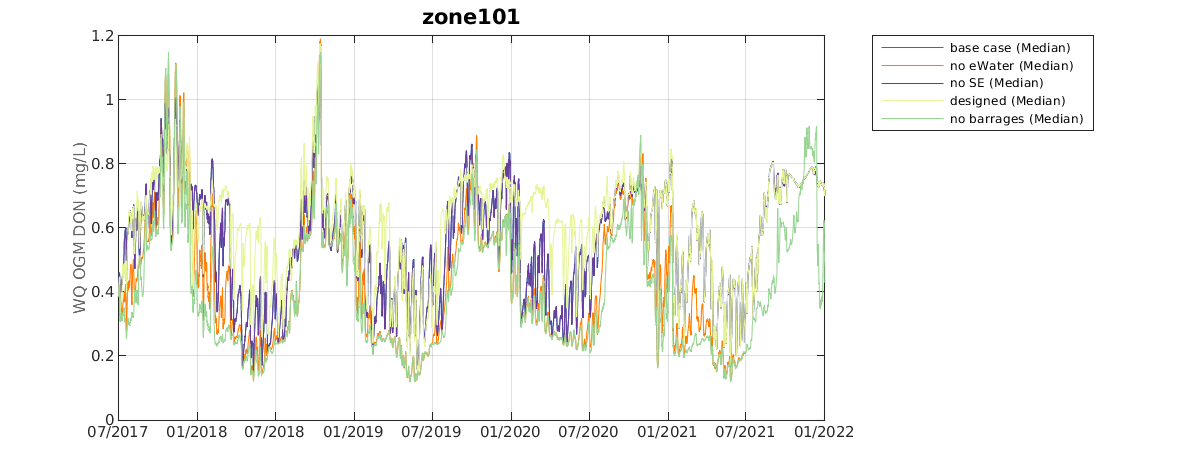 zone101
WQ OGM DON (mg/L)
1.2
1
0.8
0.6
0.4
0.2
0
07/2017 01/2018 07/2018 01/2019 07/2019 01/2020 07/2020 01/2021 07/2021 01/2022
base case (Median)
no eWater (Median)
no SE (Median)
designed (Median)
no barrages (Median)